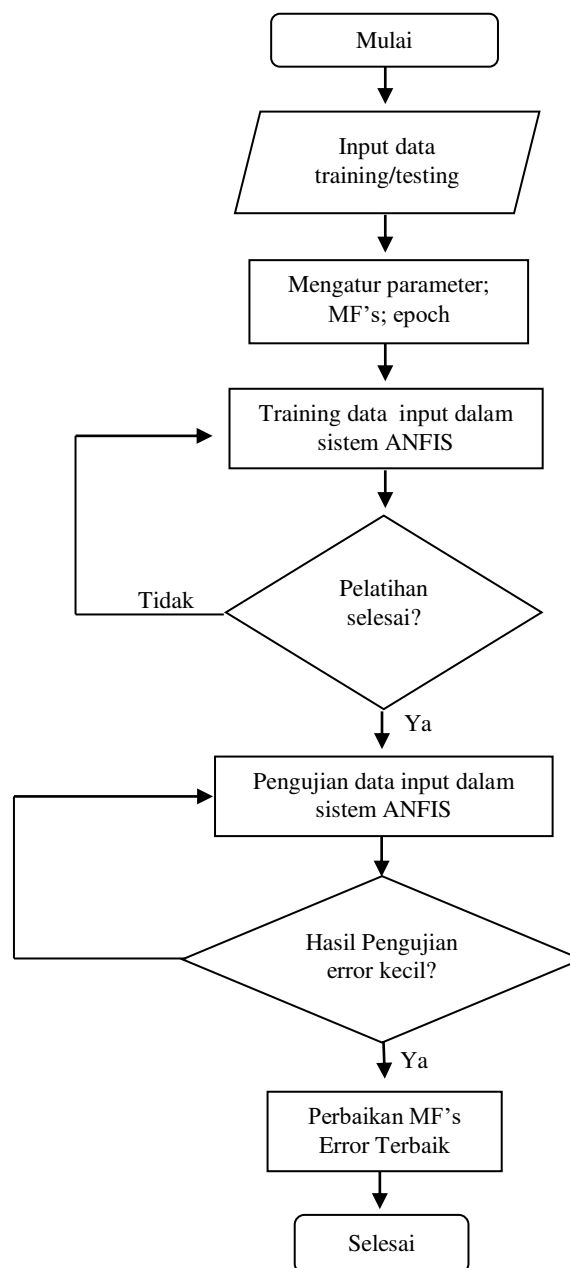 Mulai
Input data
training/testing
Mengatur parameter;
MF’s; epoch
Training data input dalam
sistem ANFIS
Pelatihan
selesai?
Tidak
Ya
Pengujian data input dalam
sistem ANFIS
Hasil Pengujian
error kecil?
Ya
Perbaikan MF’s
Error Terbaik
Selesai